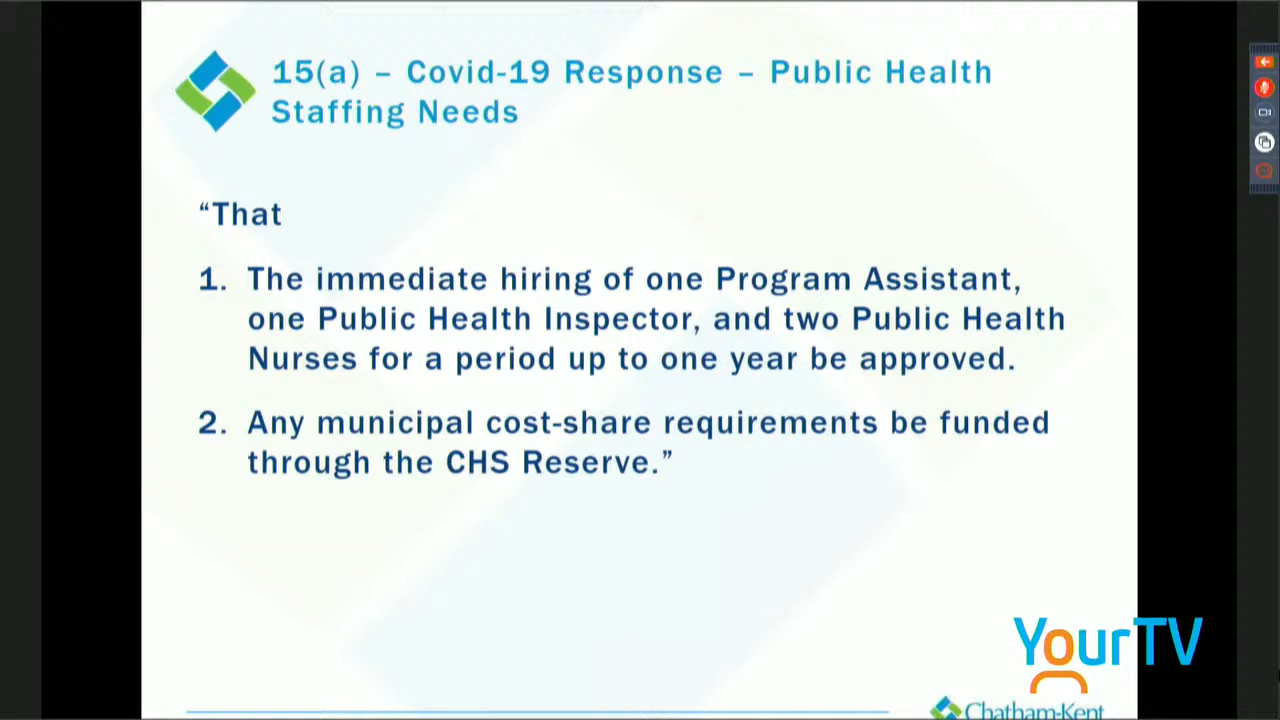 15(a) – Covid-19 Response – Public Health
Staffing Needs
“That
1. The immediate hiring of one Program Assistant,
one Public Health Inspector, and two Public Health
Nurses for a period up to one year be approved.
2. Any municipal cost-share requirements be funded
through the CHS Reserve.”
YourTV
Chatham-Kent